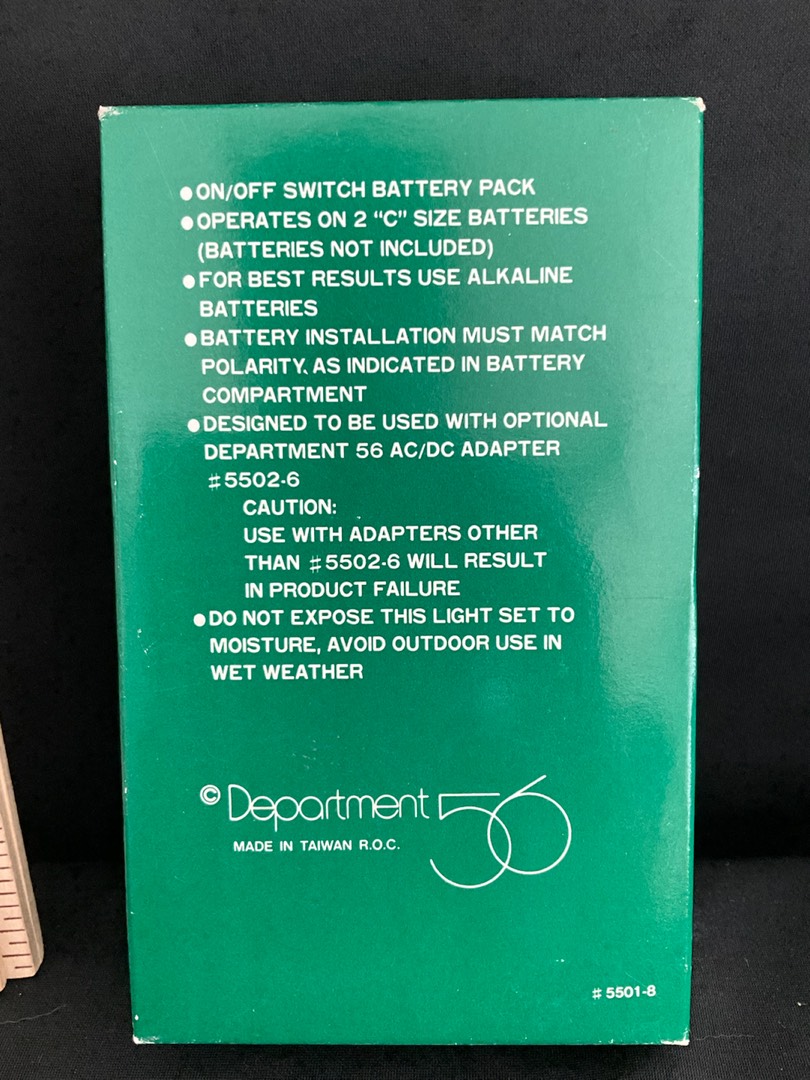 ●ON/OFF SWITCH BATTERY PACK
●OPERATES ON 2 "C" SIZE BATTERIES
(BATTERIES NOT INCLUDED)
●FOR BEST RESULTS USE ALKALINE
BATTERIES
●BATTERY INSTALLATION MUST MATCH
POLARITY, AS INDICATED IN BATTERY
COMPARTMENT
●DESIGNED TO BE USED WITH OPTIONAL
DEPARTMENT 56 AC/DC ADAPTER
#5502-6
CAUTION:
USE WITH ADAPTERS OTHER
THAN #5502-6 WILL RESULT
IN PRODUCT FAILURE
●DO NOT EXPOSE THIS LIGHT SET TO
MOISTURE, AVOID OUTDOOR USE IN
WET WEATHER
© Department 56
MADE IN TAIWAN R.O.C.
#5501-8